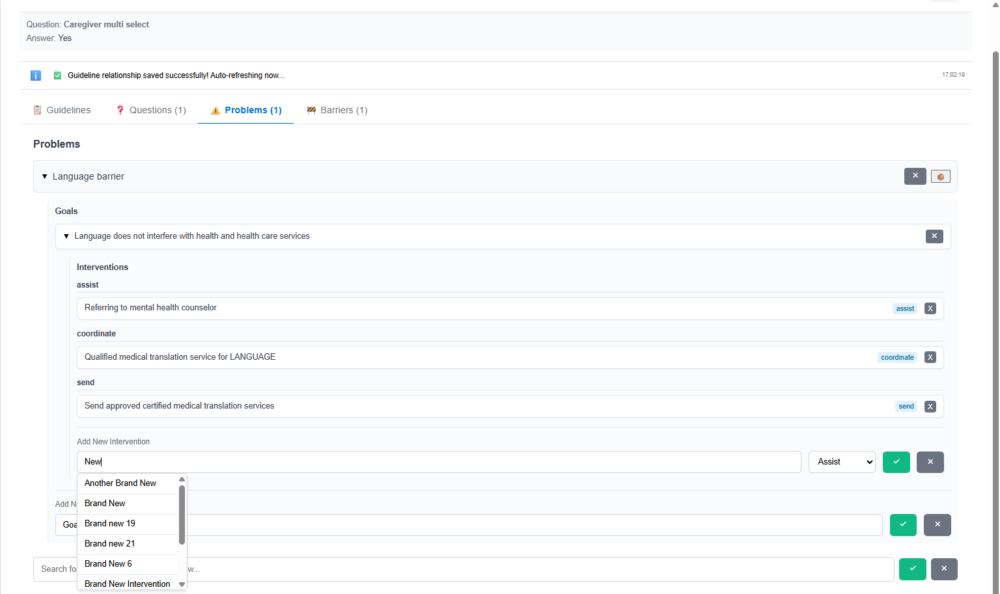 Question: Caregiver multi select
Answer: Yes
Guideline relationship saved successfully! Auto-refreshing now...
17:02:19
Guidelines
Questions (1)
Problems (1)
Barriers (1)
Problems
Language barrier
Goals
Language does not interfere with health and health care services
Interventions
assist
Referring to mental health counselor
assist
X
coordinate
Qualified medical translation service for LANGUAGE
coordinate
X
send
Send approved certified medical translation services
send
X
Add New Intervention
New
Assist
Another Brand New
Brand New
Brand new 19
Brand new 21
Brand New 6
Brand New Intervention
Add N
Goa
Search fo
w...